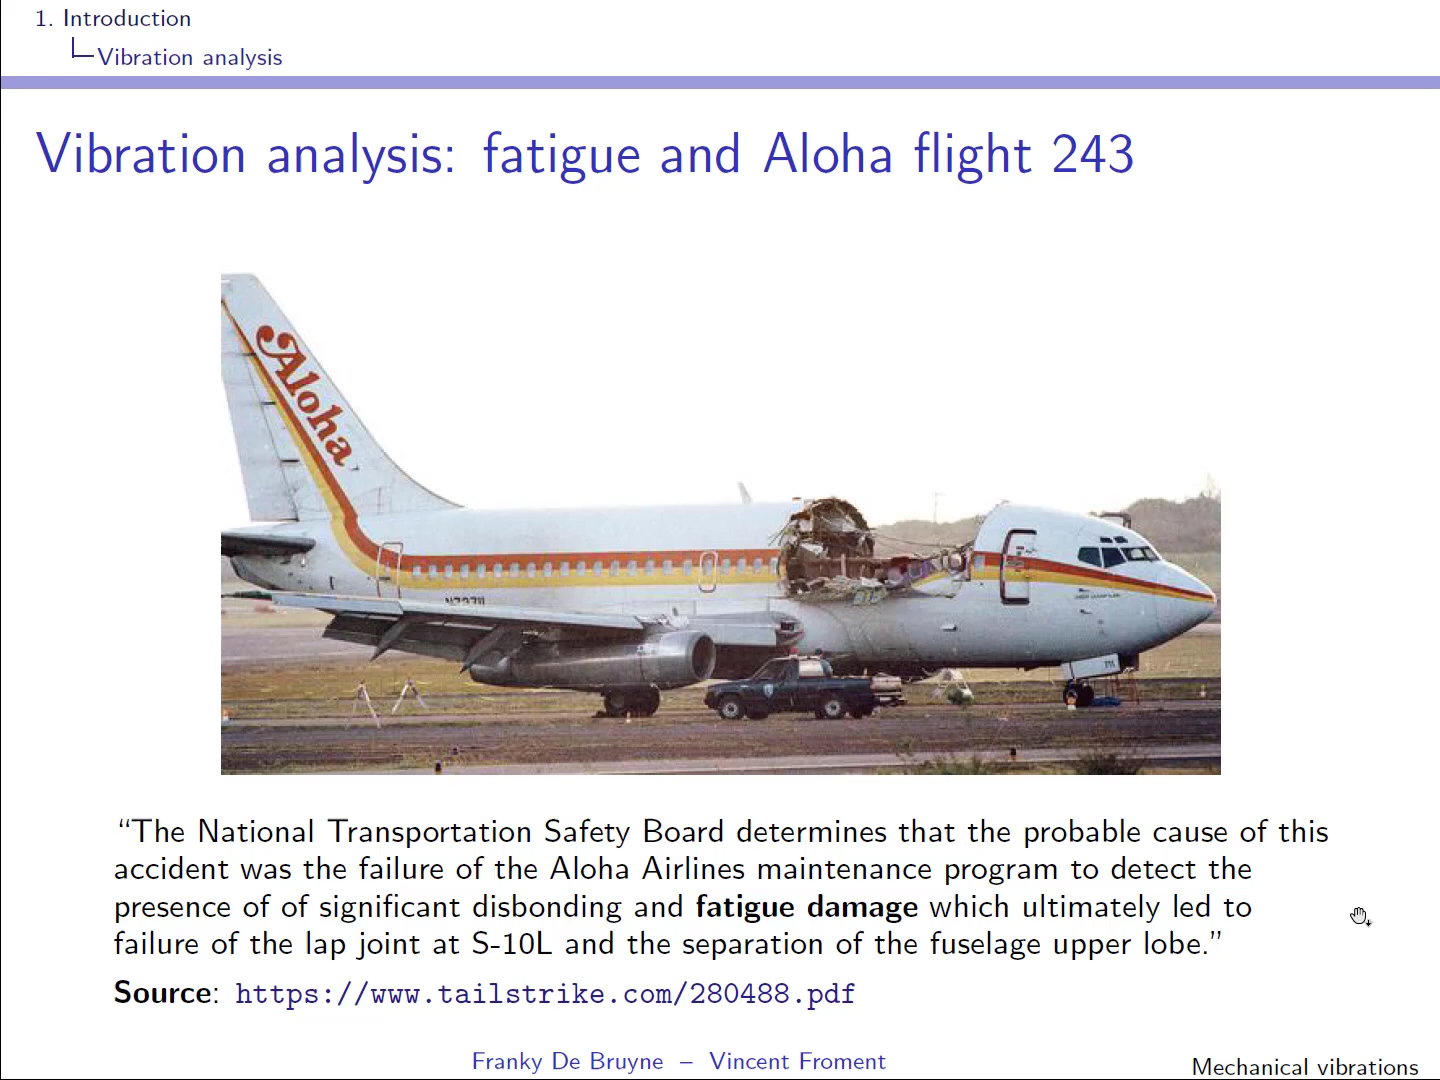 1. Introduction
Vibration analysis
Vibration analysis: fatigue and Aloha flight 243
Aloha
N73711
“The National Transportation Safety Board determines that the probable cause of this
accident was the failure of the Aloha Airlines maintenance program to detect the
presence of of significant disbonding and fatigue damage which ultimately led to
failure of the lap joint at S-10L and the separation of the fuselage upper lobe.”
Source: https://www.tailstrike.com/280488.pdf
Franky De Bruyne – Vincent Froment
Mechanical vibrations